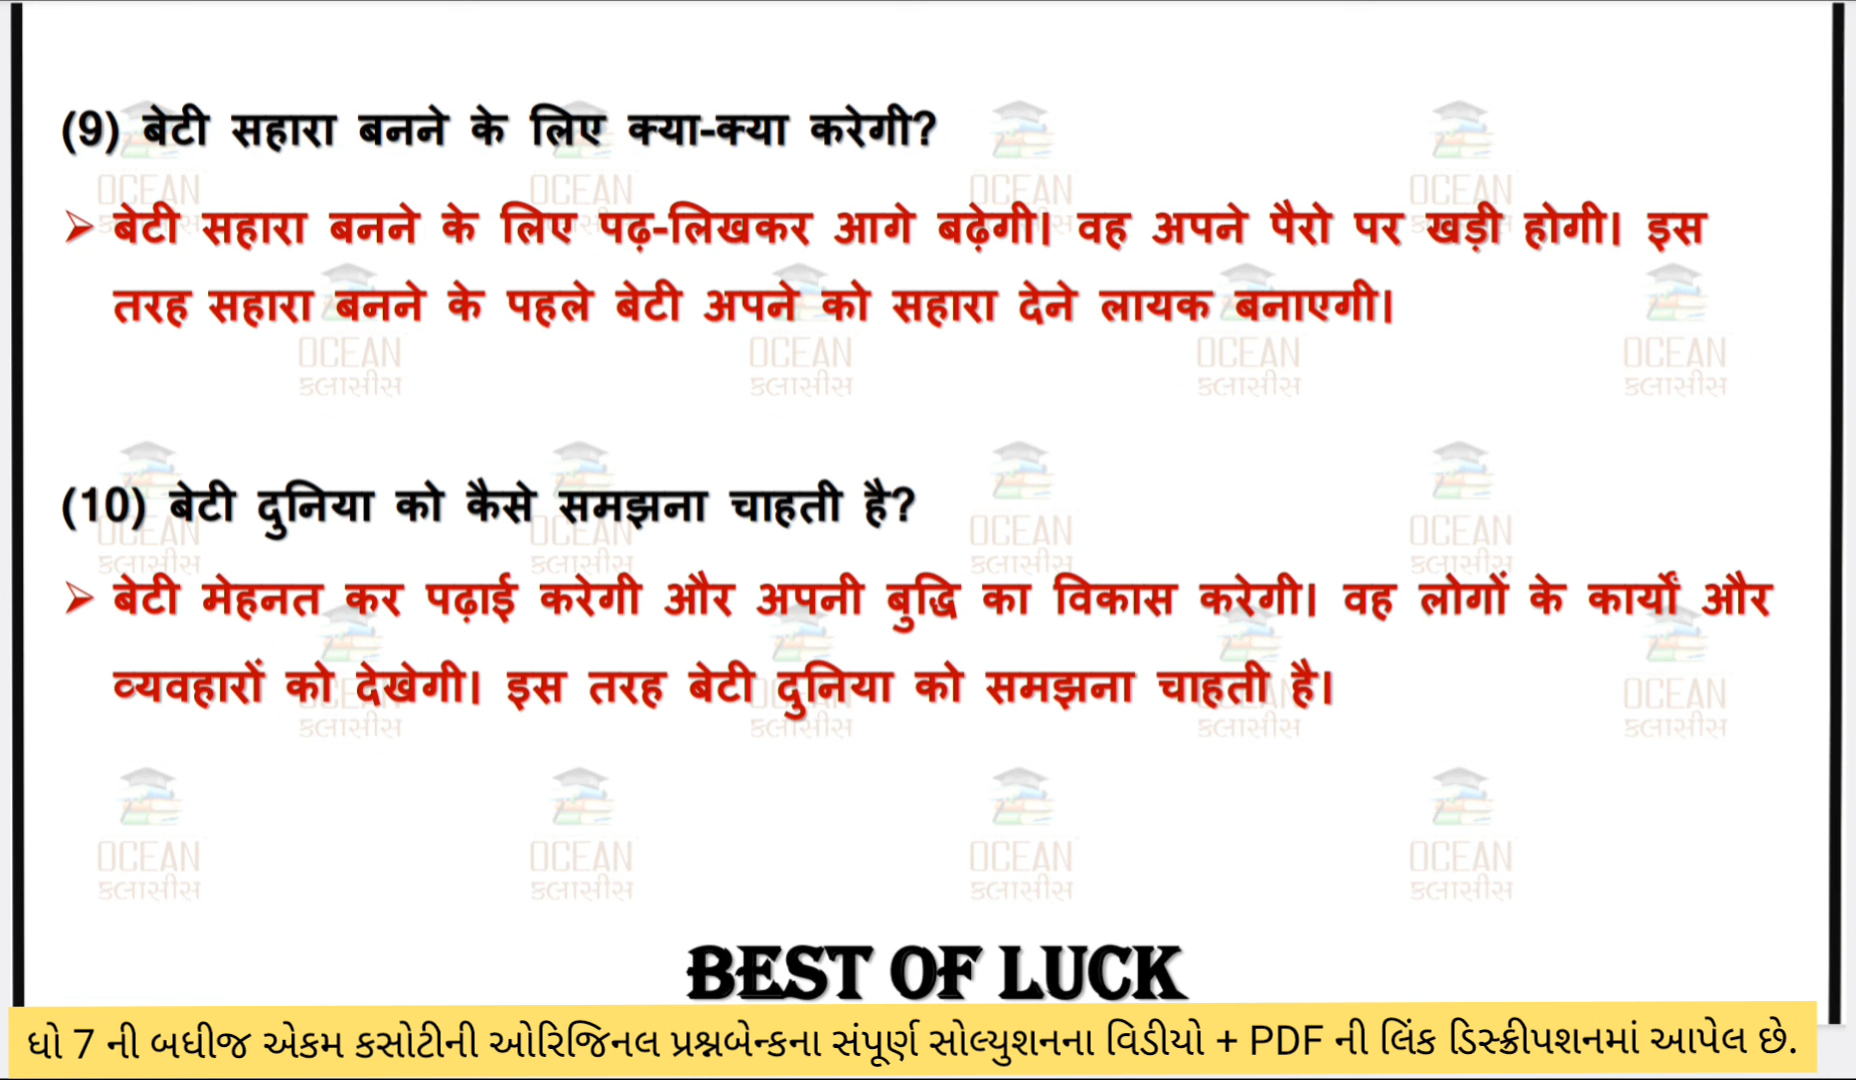 (9) बेटी सहारा बनने के लिए क्या-क्या करेगी?
➢ बेटी सहारा बनने के लिए पढ़-लिखकर आगे बढ़ेगी। वह अपने पैरो पर खड़ी होगी। इस
तरह सहारा बनने के पहले बेटी अपने को सहारा देने लायक बनाएगी।
(10) बेटी दुनिया को कैसे समझना चाहती है?
➢ बेटी मेहनत कर पढ़ाई करेगी और अपनी बुद्धि का विकास करेगी। वह लोगों के कार्यों और
व्यवहारों को देखेगी। इस तरह बेटी दुनिया को समझना चाहती है।
OCEAN
ક્લાસીસ
BEST OF LUCK
ધો 7 ની બધીજ એકમ કસોટીની ઓરિજિનલ પ્રશ્નબેન્કના સંપૂર્ણ સોલ્યુશનના વિડીયો + PDF ની લિંક ડિસ્ક્રીપશનમાં આપેલ છે.